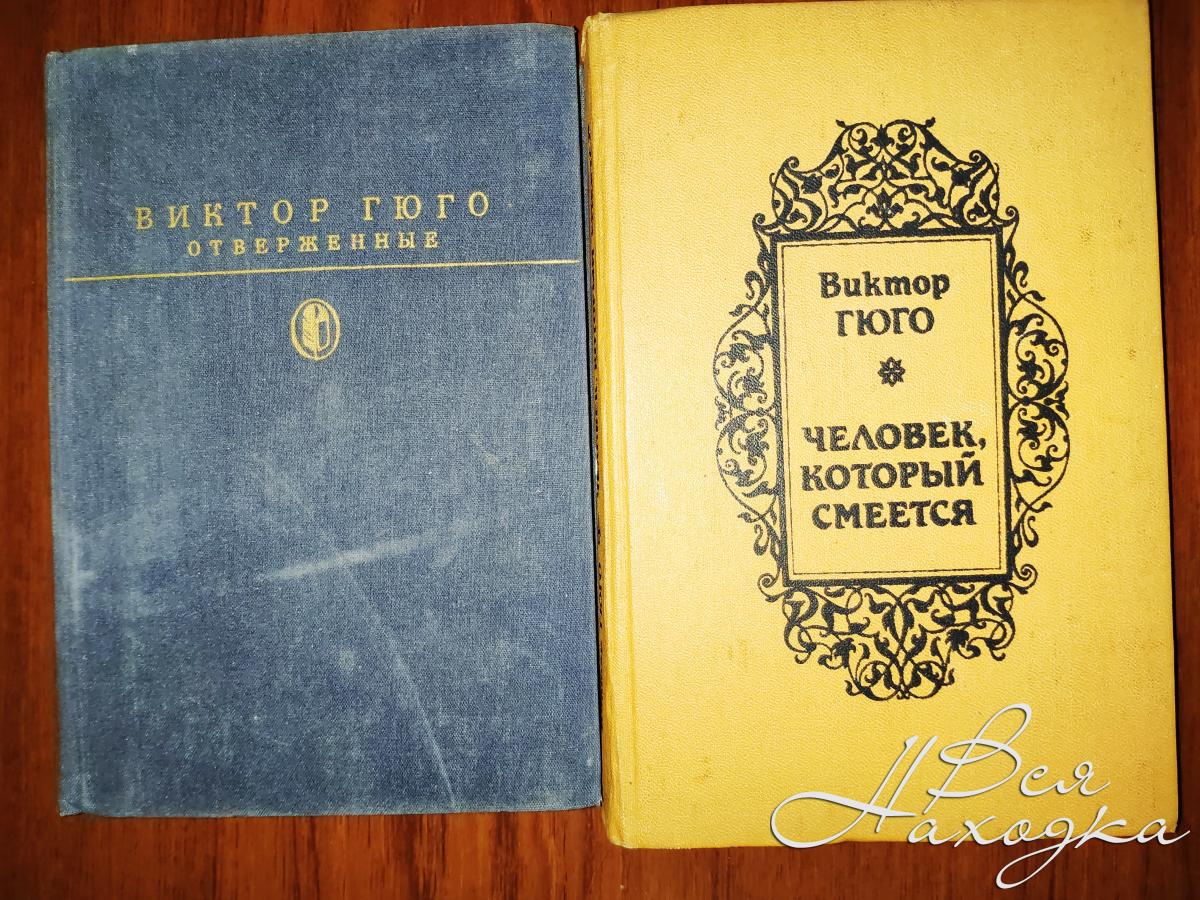 ВИКТОР ГЮГО
ОТВЕРЖЕННЫЕ
Виктор
ГЮГО
ЧЕЛОВЕК,
КОТОРЫЙ
СМЕЕТСЯ
Вся
Находка